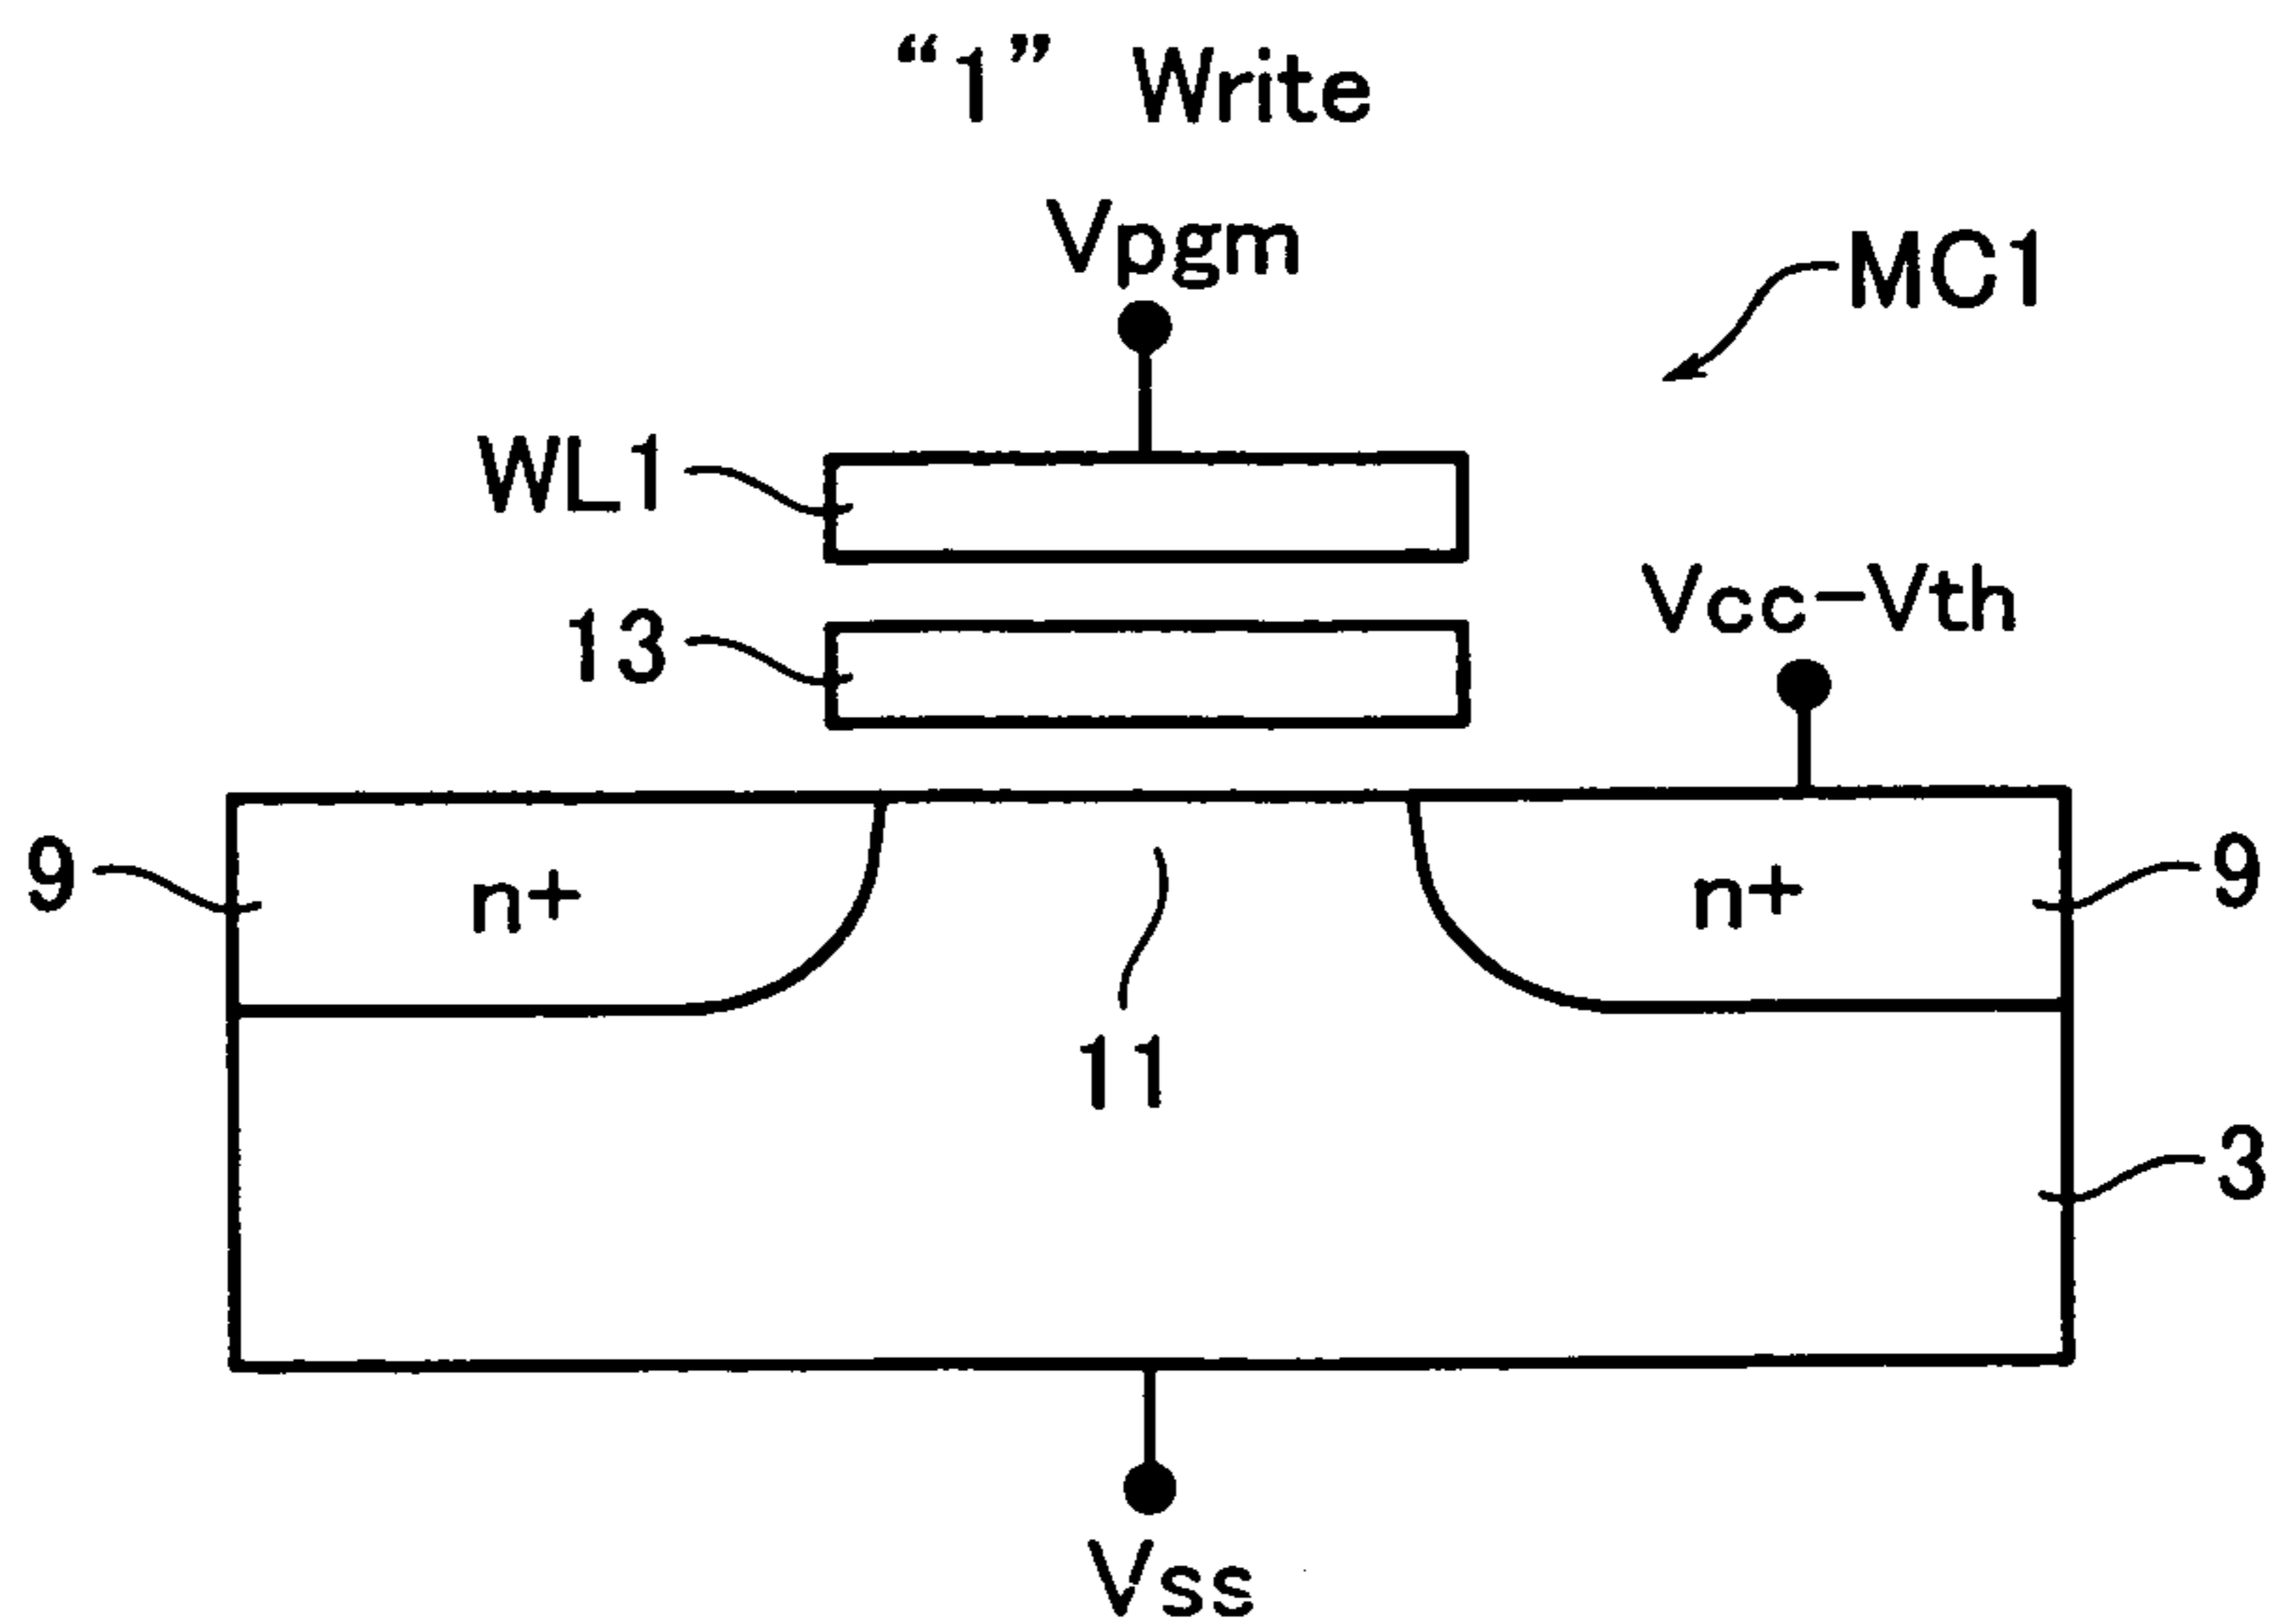 “1” Write
Vpgm
MC1
WL1
13
Vcc-Vth
9
n+
n+
9
11
3
Vss